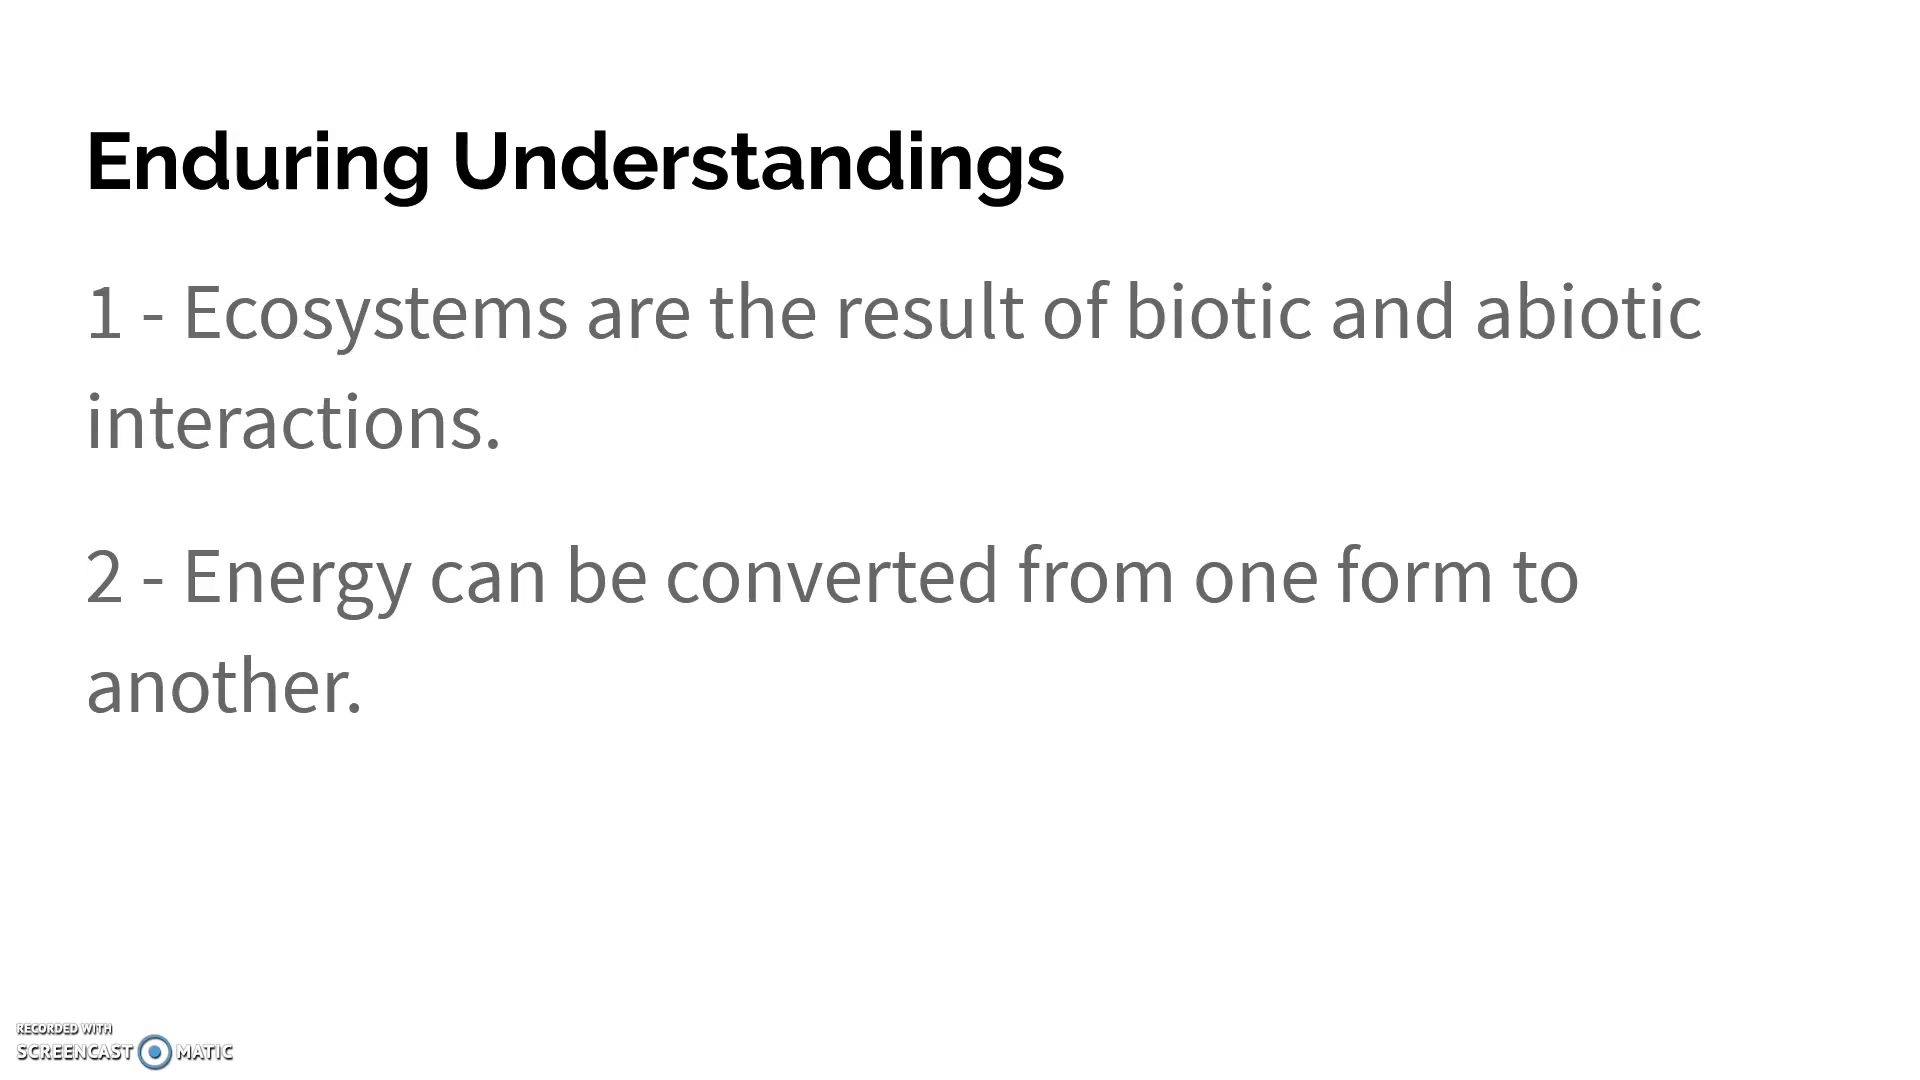 Enduring Understandings
1 - Ecosystems are the result of biotic and abiotic
interactions.
2 - Energy can be converted from one form to
another.
RECORDED WITH
SCREENCAST MATIC